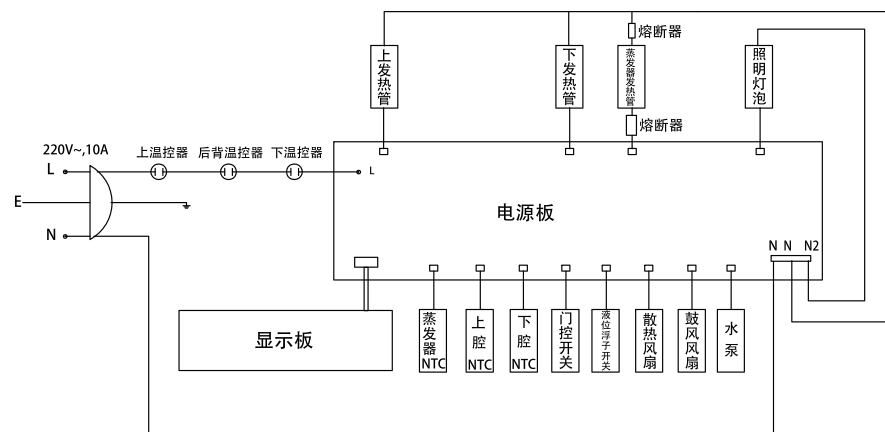 熔断器
上发热管
下发热管
蒸发器发热管
照明灯泡
熔断器
220V~,10A
上温控器
后背温控器
下温控器
L
L
E
电源板
N
N N N2
显示板
蒸发器NTC
上腔NTC
下腔NTC
门控开关
液位浮子开关
散热风扇
鼓风风扇
水泵